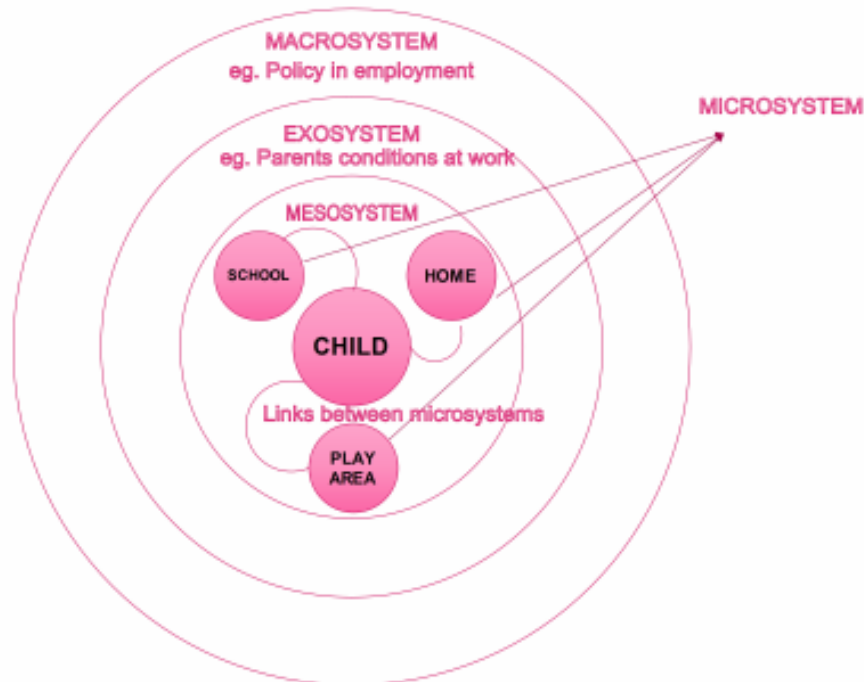 MACROSYSTEM
eg. Policy in employment
MICROSYSTEM
EXOSYSTEM
eg. Parents conditions at work
MESOSYSTEM
SCHOOL
HOME
CHILD
Links between microsystems
PLAY
AREA